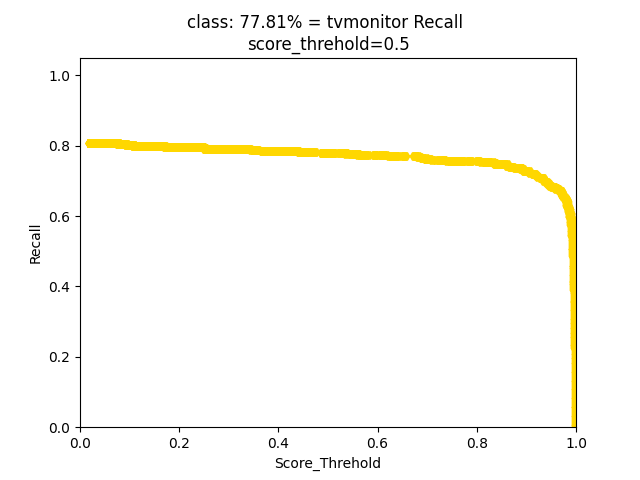 class: 77.81% = tvmonitor Recall
score_threhold=0.5
1.0
0.8
0.6
0.4
0.2
0.0
Recall
0.0 0.2 0.4 0.6 0.8 1.0
Score_Threhold